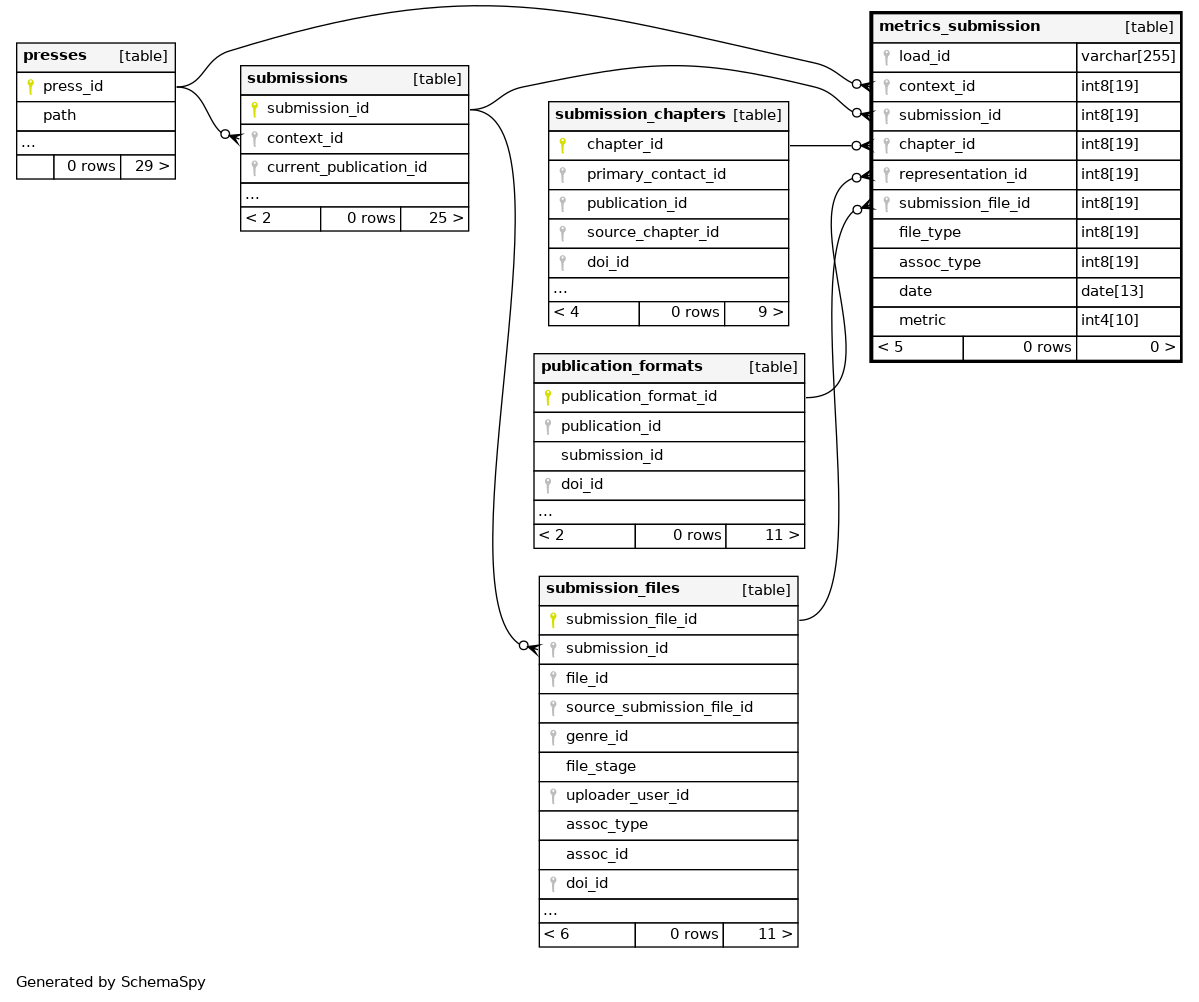 presses [table]
press_id
path
...
0 rows 29 >
submissions [table]
submission_id
context_id
current_publication_id
...
< 2 0 rows 25 >
submission_chapters [table]
chapter_id
primary_contact_id
publication_id
source_chapter_id
doi_id
...
< 4 0 rows 9 >
publication_formats [table]
publication_format_id
publication_id
submission_id
doi_id
...
< 2 0 rows 11 >
submission_files [table]
submission_file_id
submission_id
file_id
source_submission_file_id
genre_id
file_stage
uploader_user_id
assoc_type
assoc_id
doi_id
...
< 6 0 rows 11 >
metrics_submission [table]
load_id varchar[255]
context_id int8[19]
submission_id int8[19]
chapter_id int8[19]
representation_id int8[19]
submission_file_id int8[19]
file_type int8[19]
assoc_type int8[19]
date date[13]
metric int4[10]
< 5 0 rows 0 >
Generated by SchemaSpy